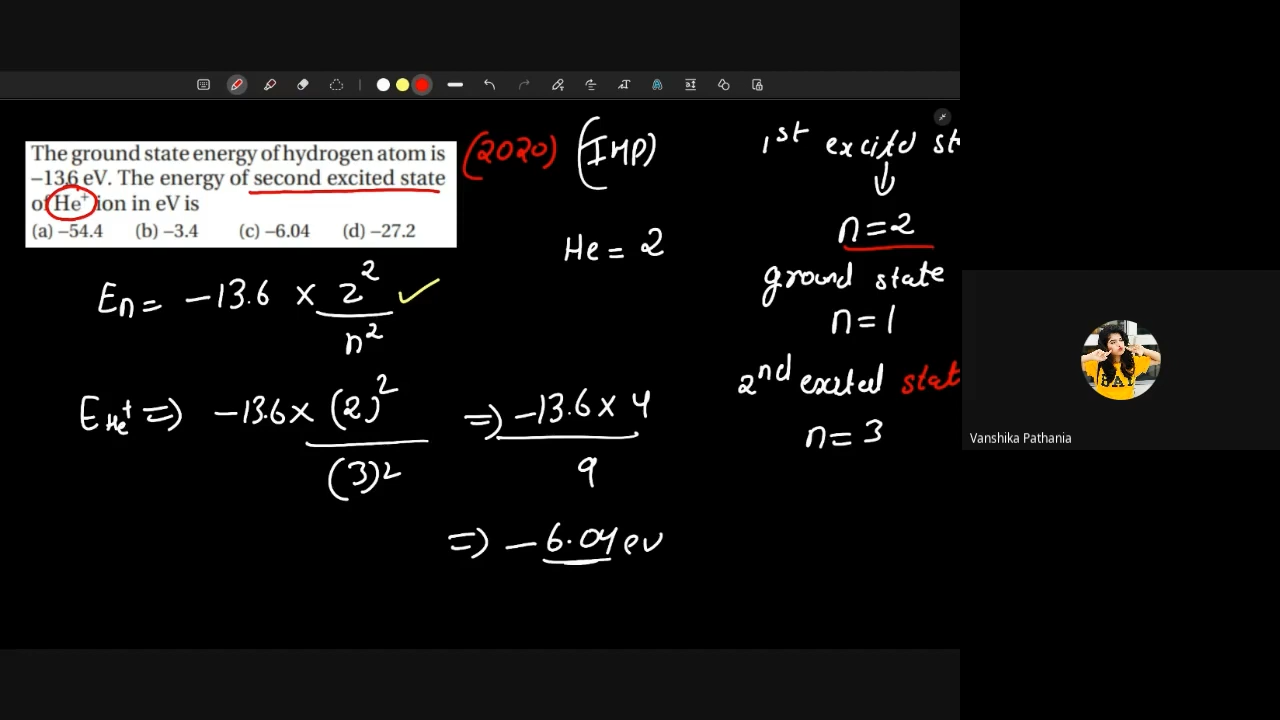 The ground state energy of hydrogen atom is
–13.6 eV. The energy of second excited state
of He⁺ ion in eV is
(a) –54.4 (b) –3.4 (c) –6.04 (d) –27.2
(2020) (IMP)
He = 2
Eₙ = –13.6 × Z²/n²
E He⁺ => –13.6 × (2)²/(3)² => –13.6 × 4/9
=> –6.04 ev
1st excited st
↓
n = 2
ground state
n = 1
2nd excited stat
n = 3
Vanshika Pathania